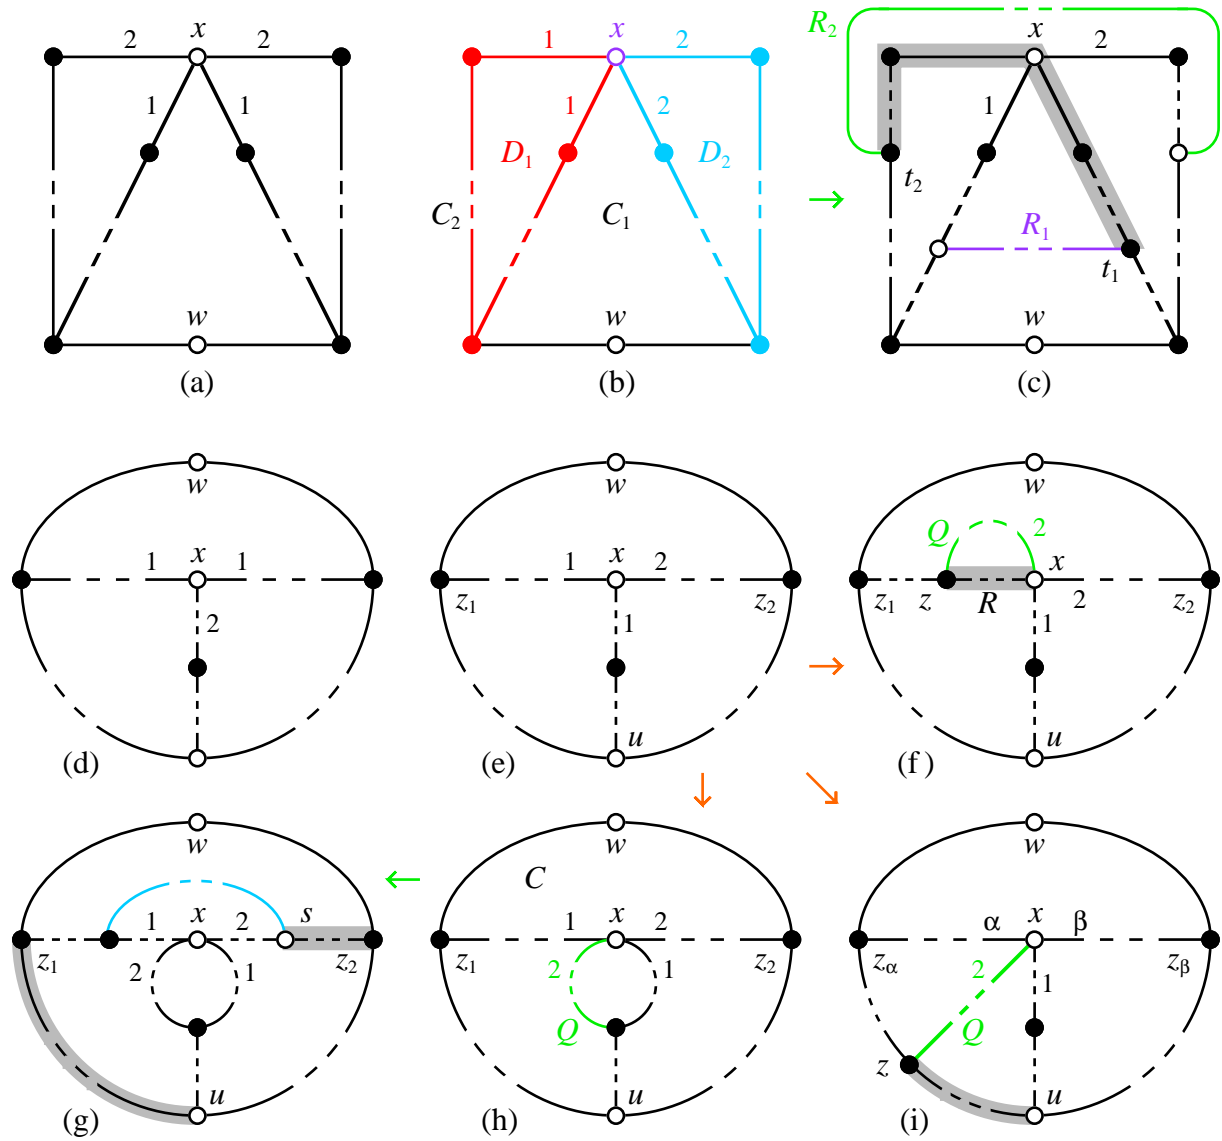 x x x R₂
2 2 1 2 2
1 1 1 2 1
D₁ D₂
C₂ C₁ t₂
R₁
t₁
w w w
(a) (b) (c)
w w w
Q 2
1 x 1 1 x 2 x
z₁ z₂ z₁ z R 2 z₂
2 1 1
u u
(d) (e) (f)
w w w
C
1 x 2 s 1 x 2 α x β
z₁ z₂ z₁ z₂ z_α z_β
2 1 2 1 2 1
Q Q
z
u u u
(g) (h) (i)